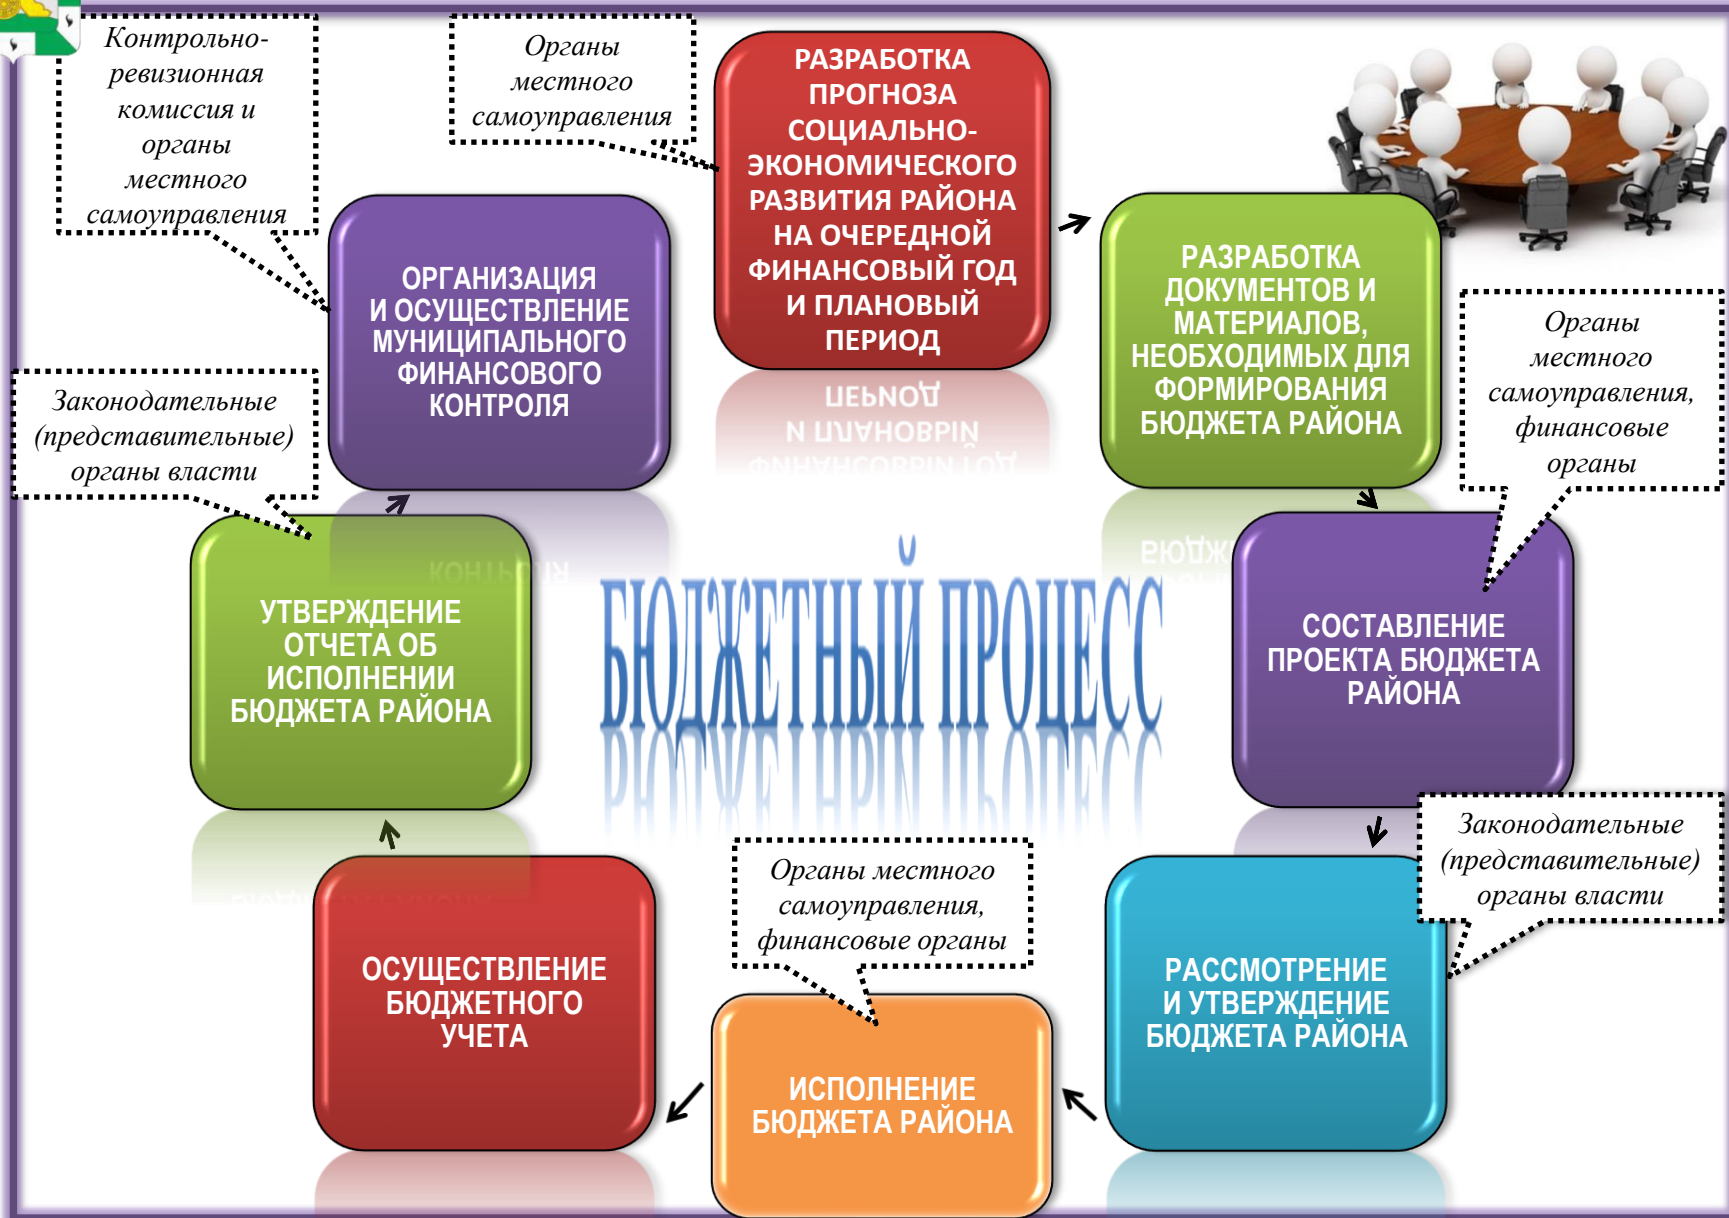 Контрольно-
ревизионная
комиссия и
органы
местного
самоуправления
Органы
местного
самоуправления
РАЗРАБОТКА
ПРОГНОЗА
СОЦИАЛЬНО-
ЭКОНОМИЧЕСКОГО
РАЗВИТИЯ РАЙОНА
НА ОЧЕРЕДНОЙ
ФИНАНСОВЫЙ ГОД
И ПЛАНОВЫЙ
ПЕРИОД
РАЗРАБОТКА
ДОКУМЕНТОВ И
МАТЕРИАЛОВ,
НЕОБХОДИМЫХ ДЛЯ
ФОРМИРОВАНИЯ
БЮДЖЕТА РАЙОНА
Органы
местного
самоуправления,
финансовые
органы
СОСТАВЛЕНИЕ
ПРОЕКТА БЮДЖЕТА
РАЙОНА
Законодательные
(представительные)
органы власти
РАССМОТРЕНИЕ
И УТВЕРЖДЕНИЕ
БЮДЖЕТА РАЙОНА
Органы местного
самоуправления,
финансовые органы
ИСПОЛНЕНИЕ
БЮДЖЕТА РАЙОНА
ОСУЩЕСТВЛЕНИЕ
БЮДЖЕТНОГО
УЧЕТА
Законодательные
(представительные)
органы власти
УТВЕРЖДЕНИЕ
ОТЧЕТА ОБ
ИСПОЛНЕНИИ
БЮДЖЕТА РАЙОНА
ОРГАНИЗАЦИЯ
И ОСУЩЕСТВЛЕНИЕ
МУНИЦИПАЛЬНОГО
ФИНАНСОВОГО
КОНТРОЛЯ
БЮДЖЕТНЫЙ ПРОЦЕСС